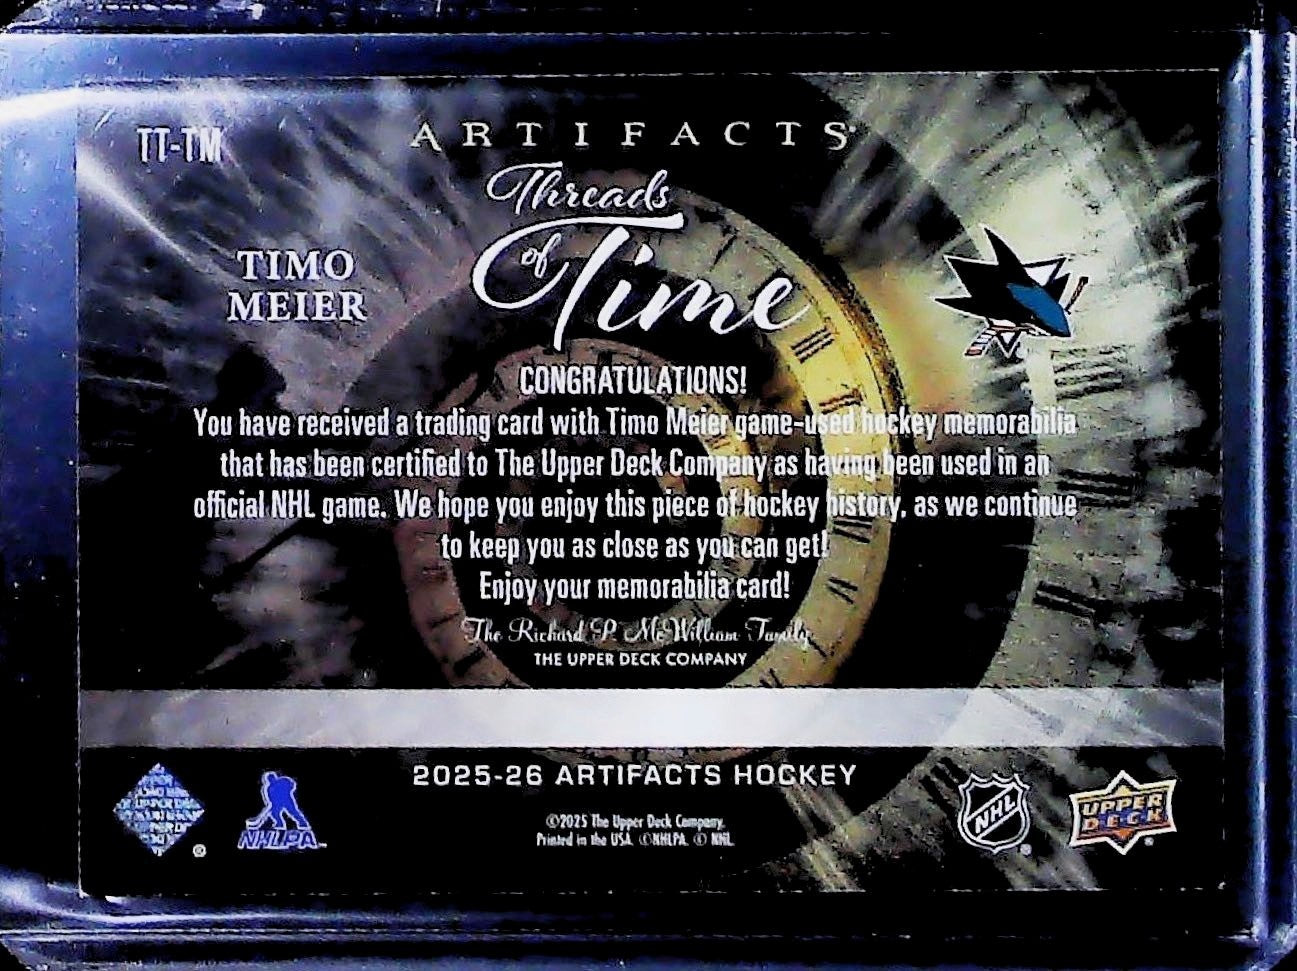 TT-TM
ARTIFACTS
Threads
of Time
TIMO
MEIER
CONGRATULATIONS!
You have received a trading card with Timo Meier game-used hockey memorabilia
that has been certified to The Upper Deck Company as having been used in an
official NHL game. We hope you enjoy this piece of hockey history, as we continue
to keep you as close as you can get!
Enjoy your memorabilia card!
The Richard P. McWilliam Family
THE UPPER DECK COMPANY
2025-26 ARTIFACTS HOCKEY
©2025 The Upper Deck Company.
Printed in the USA. ©NHLPA. © NHL.
NHLPA
NHL
UPPER
DECK